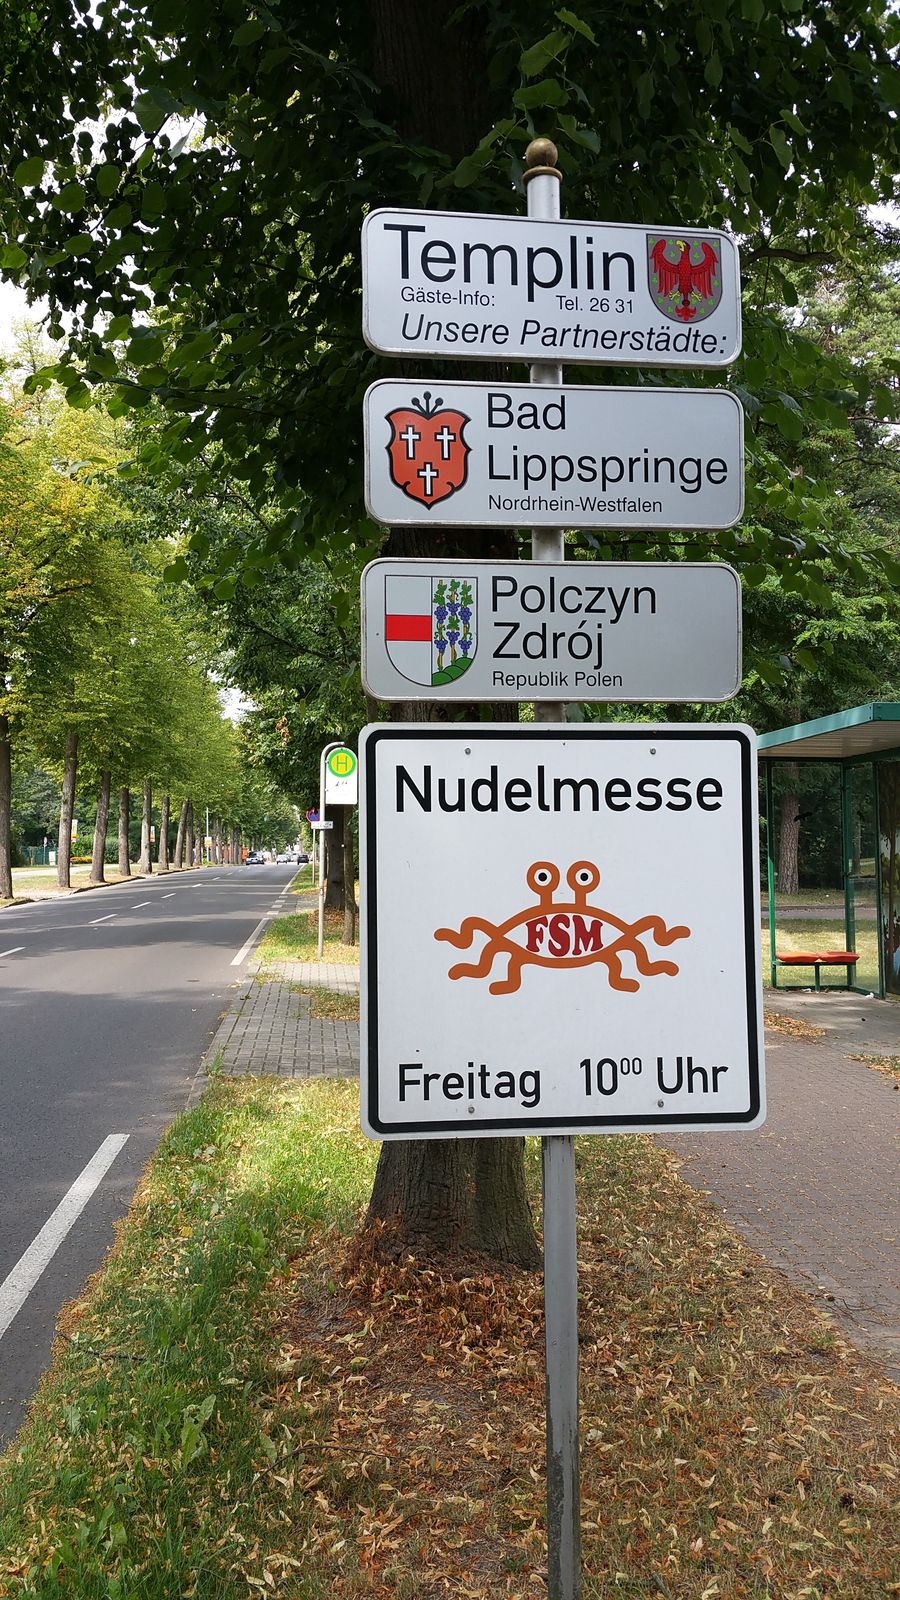 Templin
Gäste-Info: Tel. 26 31
Unsere Partnerstädte:
Bad
Lippspringe
Nordrhein-Westfalen
Polczyn
Zdrój
Republik Polen
H
Nudelmesse
FSM
Freitag 10⁰⁰ Uhr